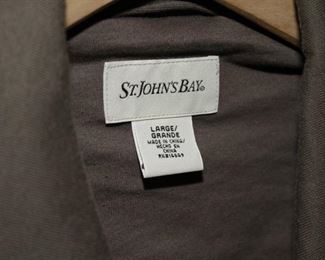 ST. JOHN'S BAY®
LARGE/
GRANDE
MADE IN CHINA/
HECHO EN
CHINA